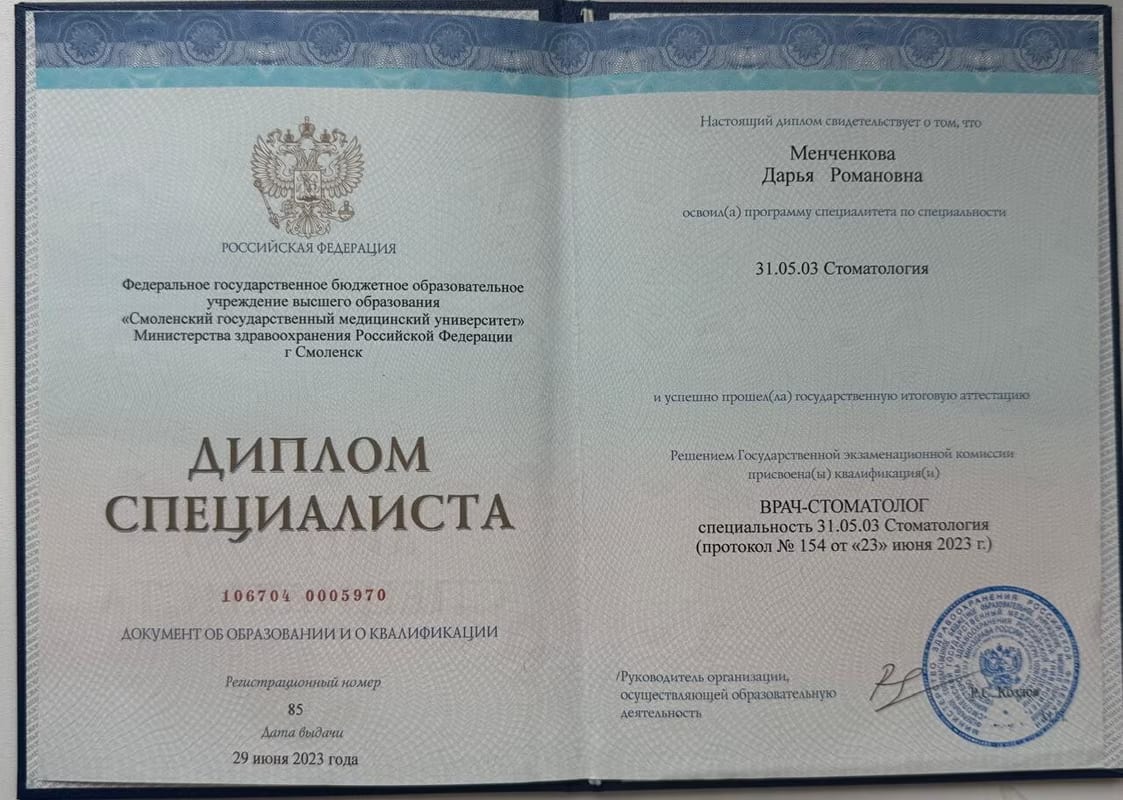 РОССИЙСКАЯ ФЕДЕРАЦИЯ
Федеральное государственное бюджетное образовательное
учреждение высшего образования
«Смоленский государственный медицинский университет»
Министерства здравоохранения Российской Федерации
г Смоленск
ДИПЛОМ
СПЕЦИАЛИСТА
106704 0005970
ДОКУМЕНТ ОБ ОБРАЗОВАНИИ И О КВАЛИФИКАЦИИ
Регистрационный номер
85
Дата выдачи
29 июня 2023 года
Настоящий диплом свидетельствует о том, что
Менченкова
Дарья Романовна
освоил(а) программу специалитета по специальности
31.05.03 Стоматология
и успешно прошел(ла) государственную итоговую аттестацию
Решением Государственной экзаменационной комиссии
присвоена(ы) квалификация(и)
ВРАЧ-СТОМАТОЛОГ
специальность 31.05.03 Стоматология
(протокол № 154 от «23» июня 2023 г.)
/Руководитель организации,
осуществляющей образовательную
деятельность
Козлов